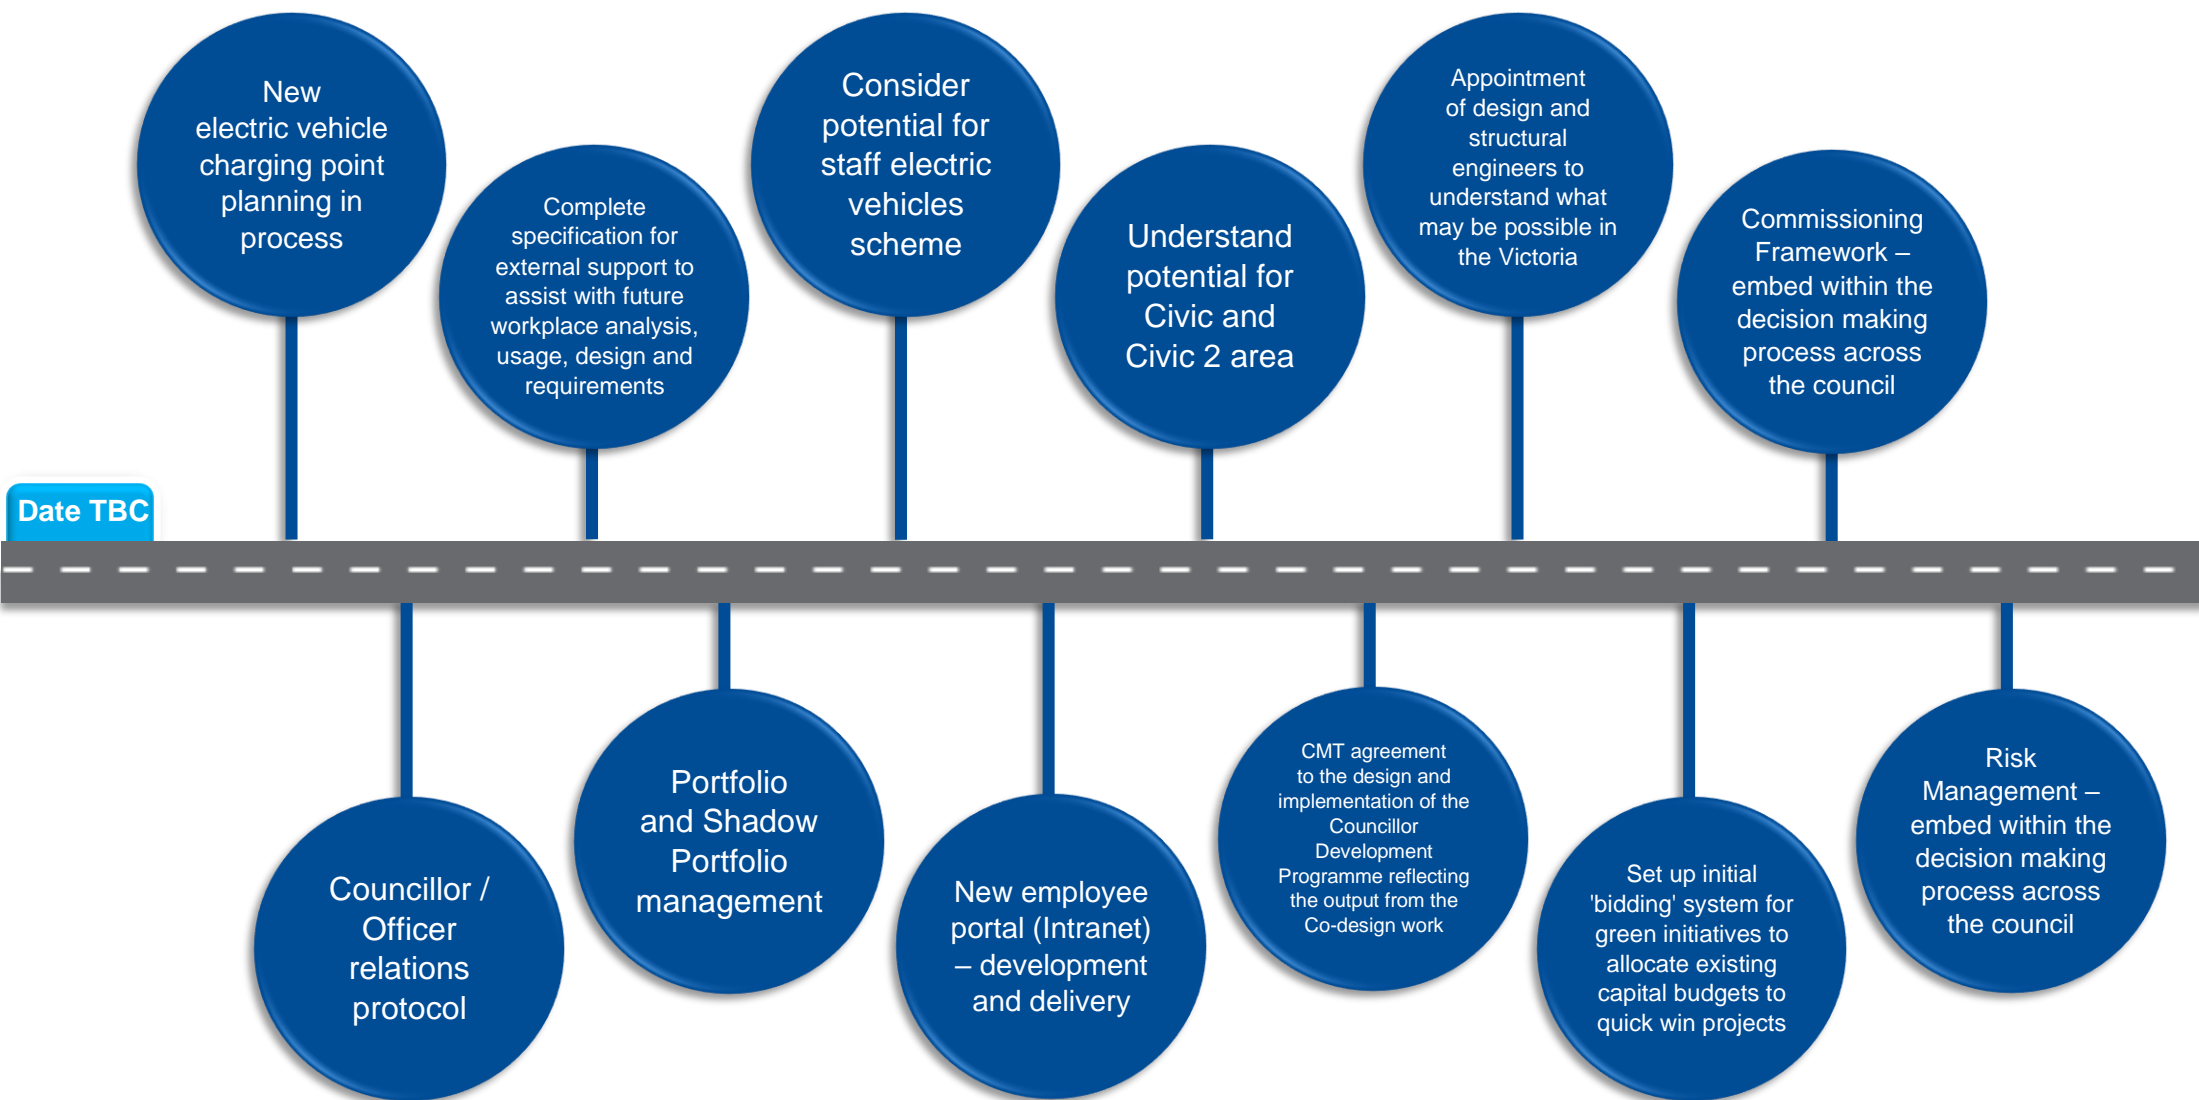 New
electric vehicle
charging point
planning in
process
Complete
specification for
external support to
assist with future
workplace analysis,
usage, design and
requirements
Consider
potential for
staff electric
vehicles
scheme
Understand
potential for
Civic and
Civic 2 area
Appointment
of design and
structural
engineers to
understand what
may be possible in
the Victoria
Commissioning
Framework –
embed within the
decision making
process across
the council
Date TBC
Councillor /
Officer
relations
protocol
Portfolio
and Shadow
Portfolio
management
New employee
portal (Intranet)
– development
and delivery
CMT agreement
to the design and
implementation of the
Councillor
Development
Programme reflecting
the output from the
Co-design work
Set up initial
'bidding' system for
green initiatives to
allocate existing
capital budgets to
quick win projects
Risk
Management –
embed within the
decision making
process across
the council